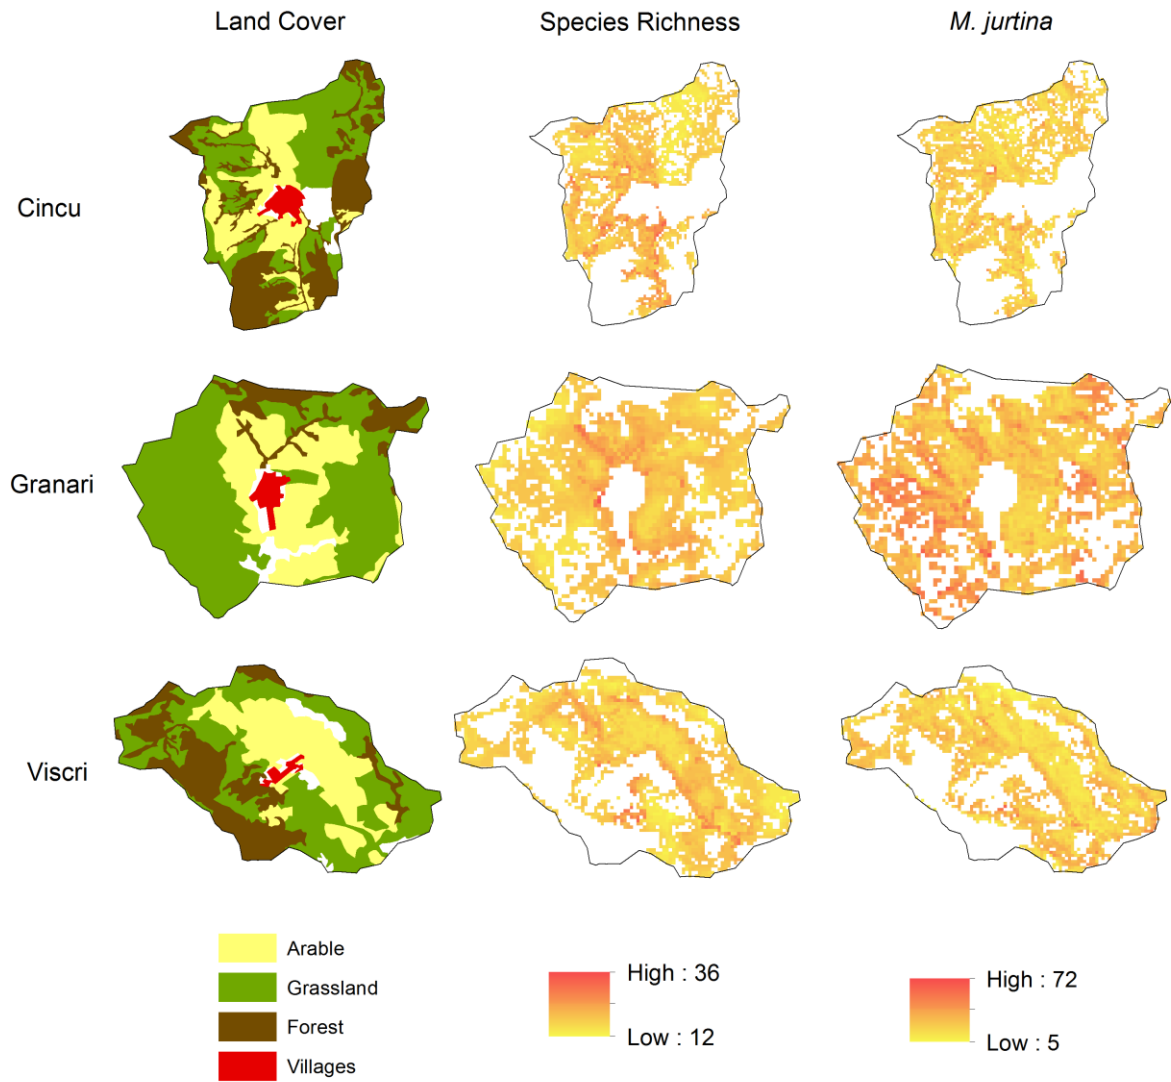 Land Cover
Species Richness
M. jurtina
Cincu
Granari
Viscri
Arable
Grassland
Forest
Villages
High : 36
Low : 12
High : 72
Low : 5